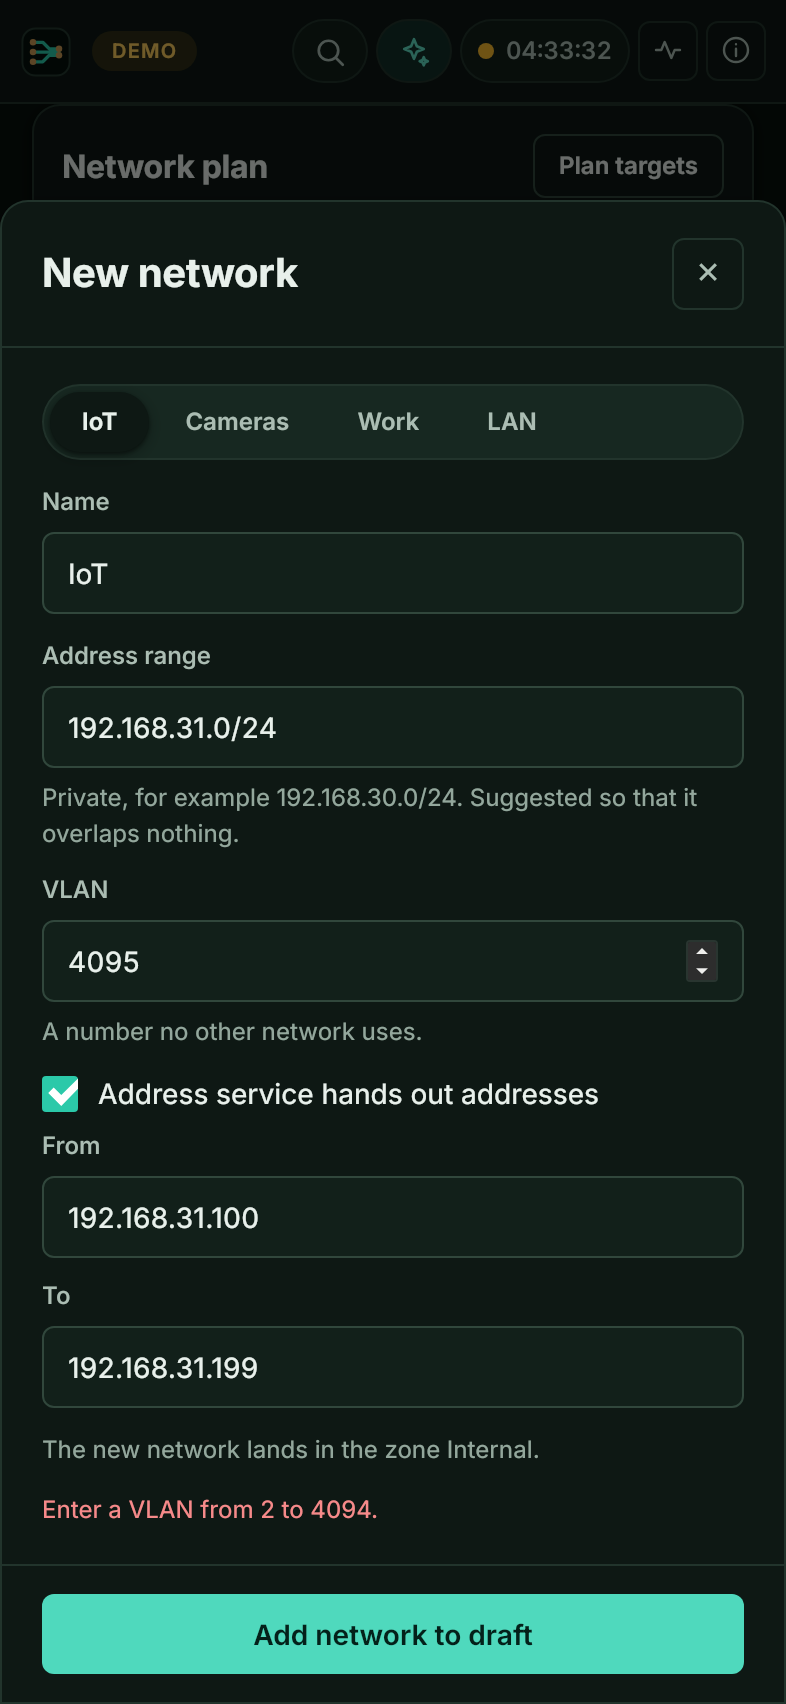 DEMO
04:33:32
Network plan
Plan targets
New network
IoT
Cameras
Work
LAN
Name
IoT
Address range
192.168.31.0/24
Private, for example 192.168.30.0/24. Suggested so that it
overlaps nothing.
VLAN
4095
A number no other network uses.
Address service hands out addresses
From
192.168.31.100
To
192.168.31.199
The new network lands in the zone Internal.
Enter a VLAN from 2 to 4094.
Add network to draft